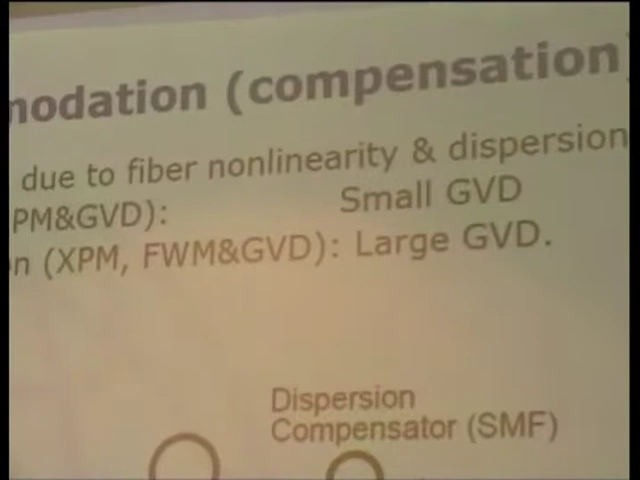 nodation (compensation)
due to fiber nonlinearity & dispersion
PM&GVD): Small GVD
n (XPM, FWM&GVD): Large GVD.
Dispersion
Compensator (SMF)